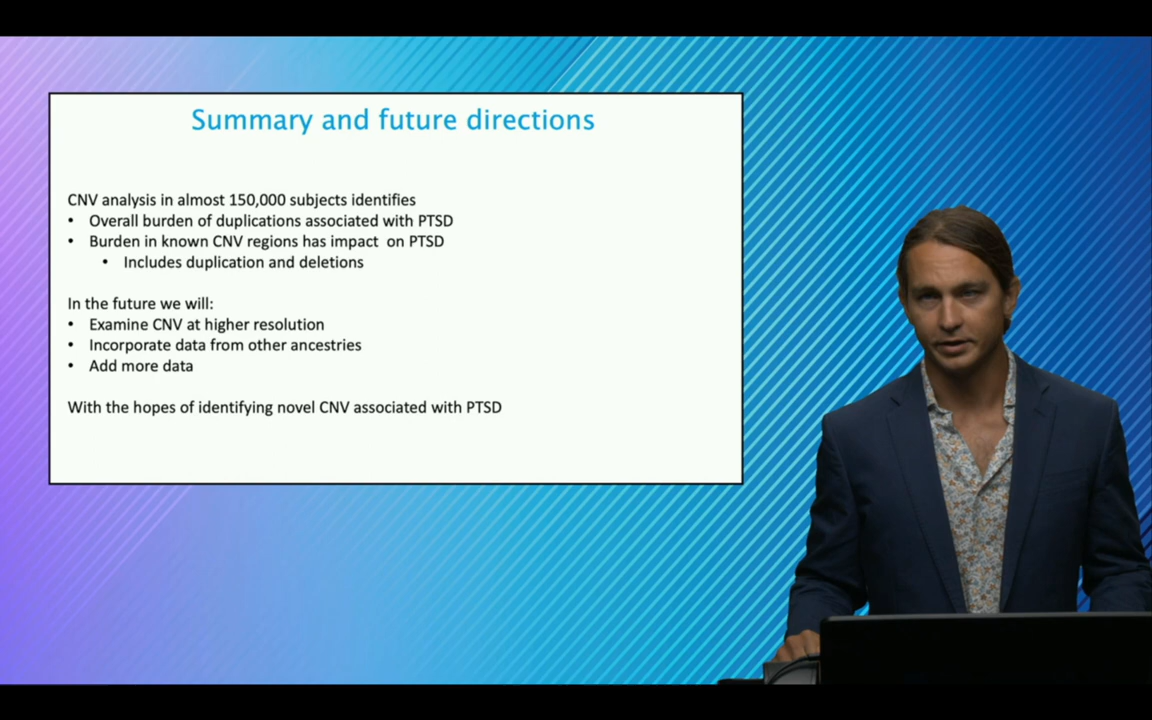 Summary and future directions
CNV analysis in almost 150,000 subjects identifies
• Overall burden of duplications associated with PTSD
• Burden in known CNV regions has impact  on PTSD
• Includes duplication and deletions
In the future we will:
• Examine CNV at higher resolution
• Incorporate data from other ancestries
• Add more data
With the hopes of identifying novel CNV associated with PTSD